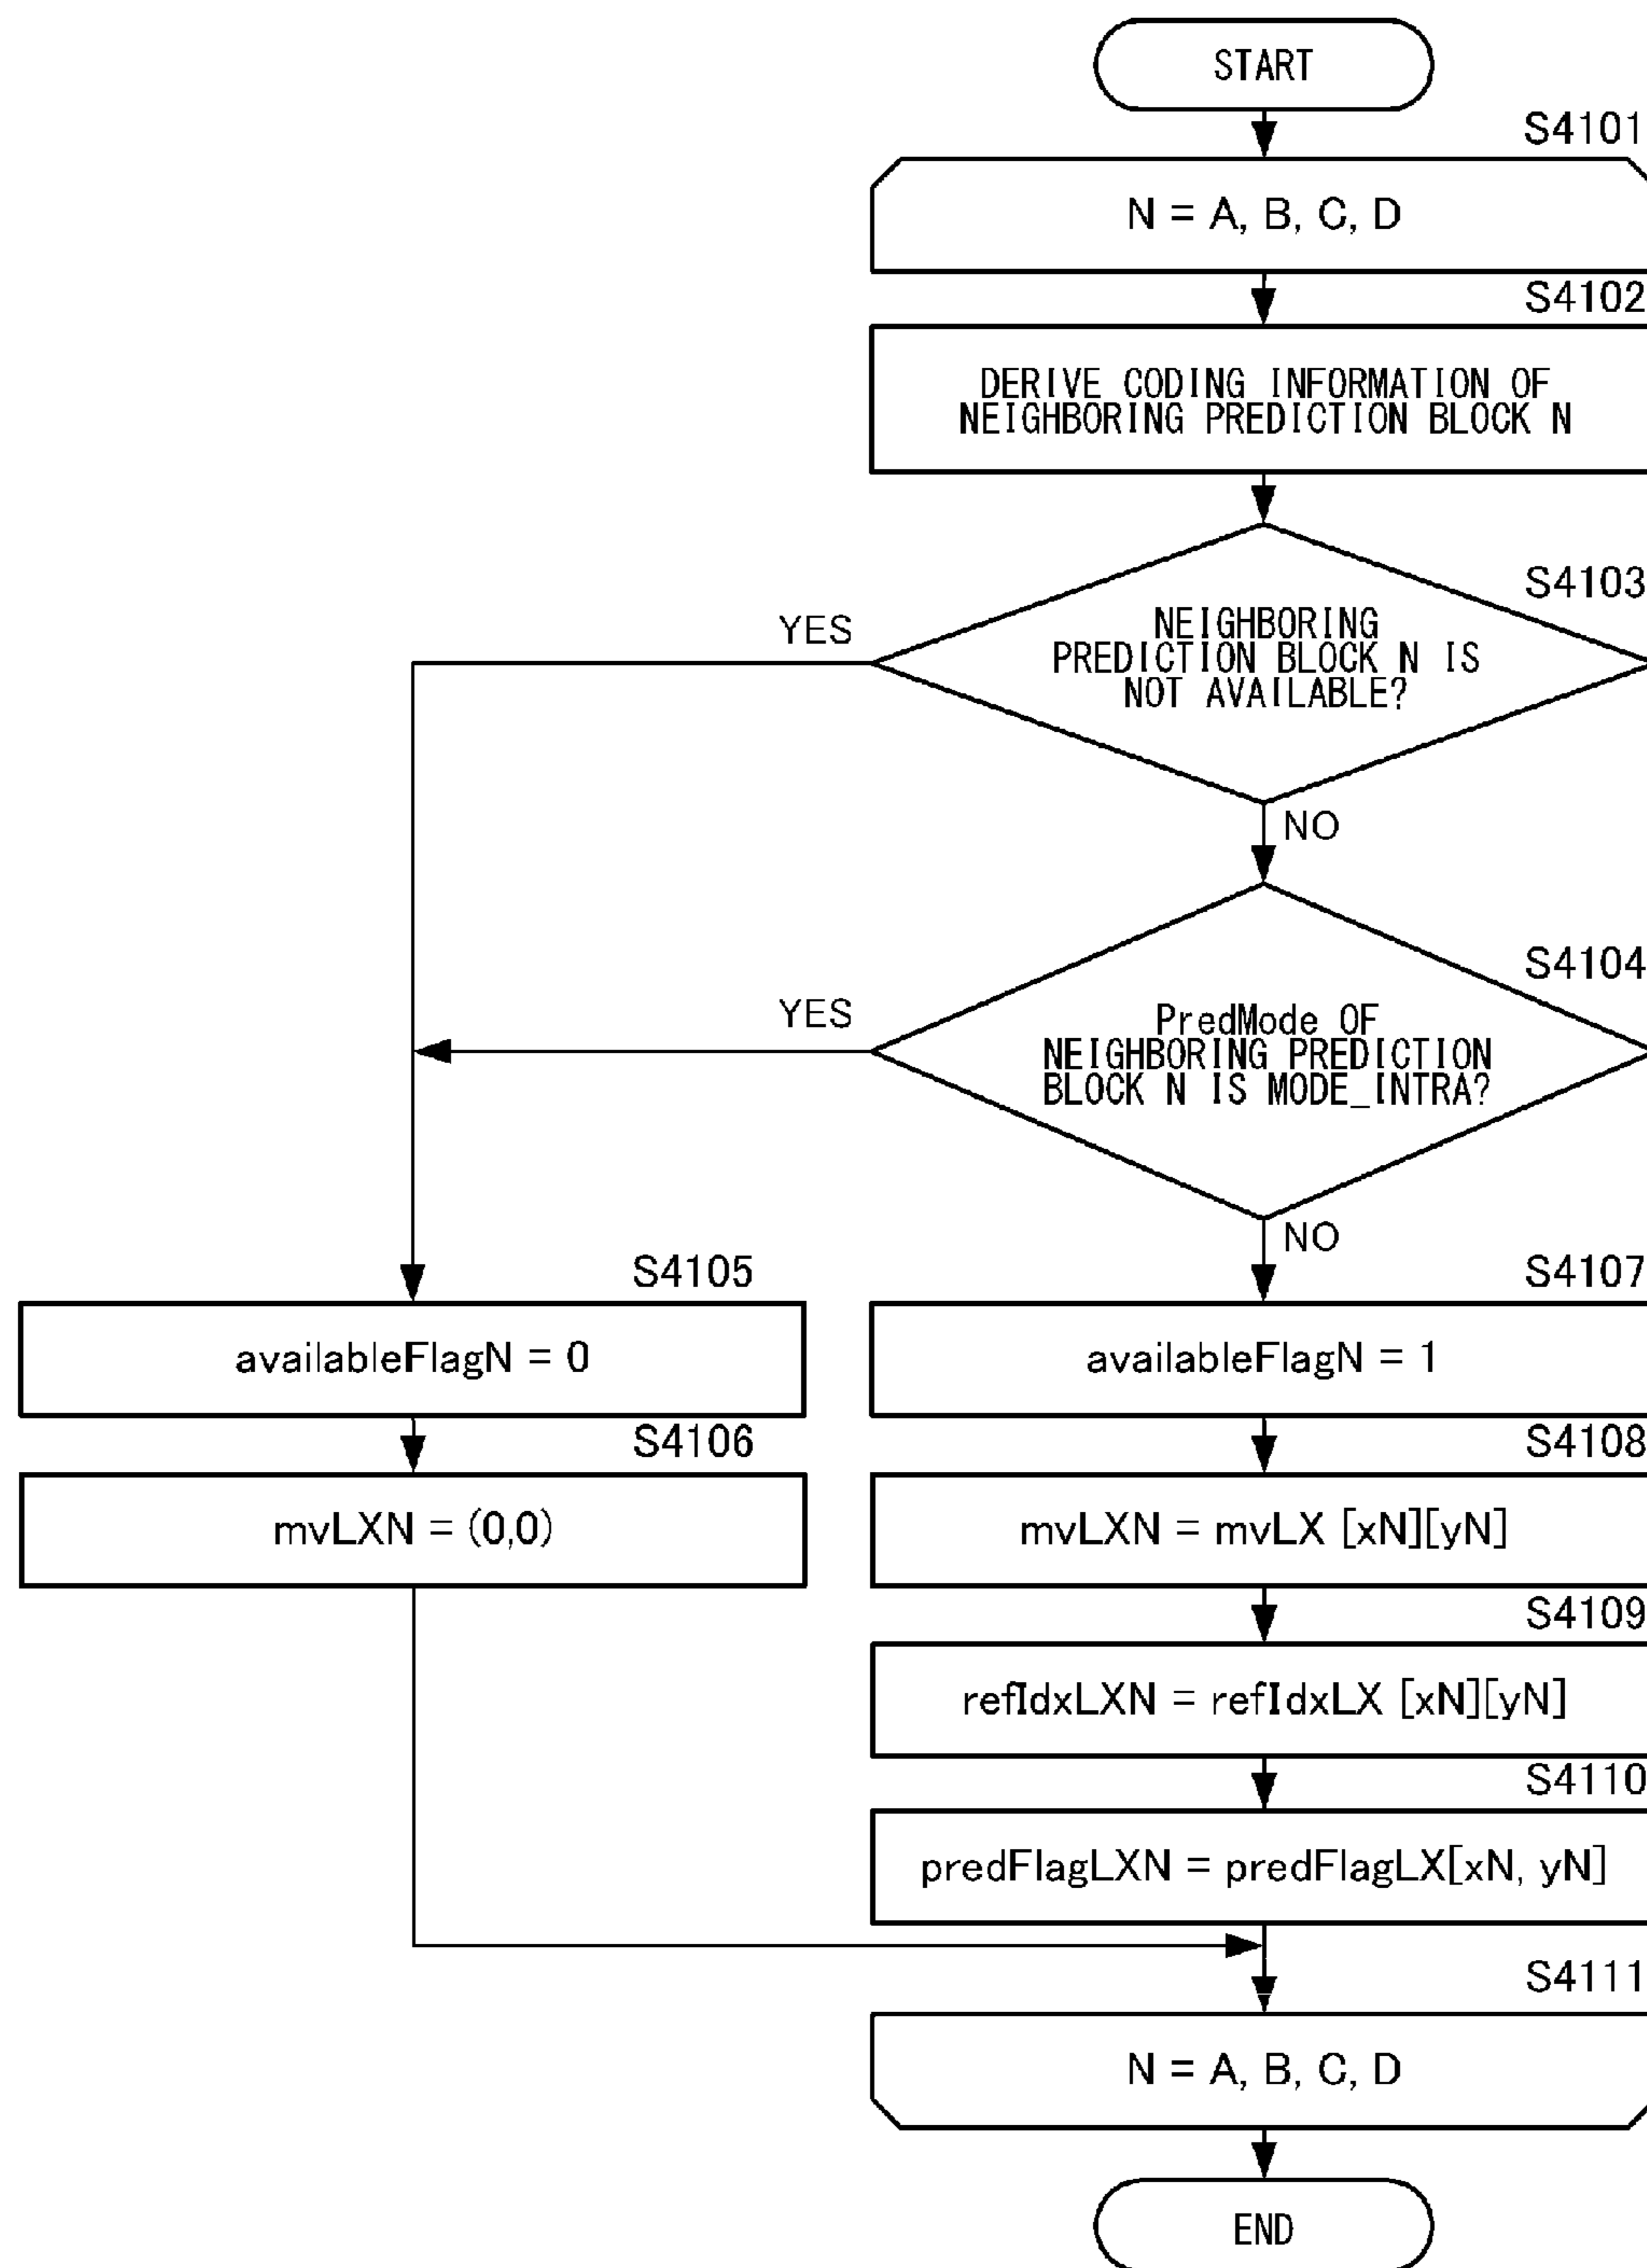 START
S4101
N = A, B, C, D
S4102
DERIVE CODING INFORMATION OF
NEIGHBORING PREDICTION BLOCK N
S4103
YES
NEIGHBORING
PREDICTION BLOCK N IS
NOT AVAILABLE?
NO
S4104
YES
PredMode OF
NEIGHBORING PREDICTION
BLOCK N IS MODE_INTRA?
NO
S4105
availableFlagN = 0
S4106
mvLXN = (0,0)
S4107
availableFlagN = 1
S4108
mvLXN = mvLX [xN][yN]
S4109
refIdxLXN = refIdxLX [xN][yN]
S4110
predFlagLXN = predFlagLX[xN, yN]
S4111
N = A, B, C, D
END